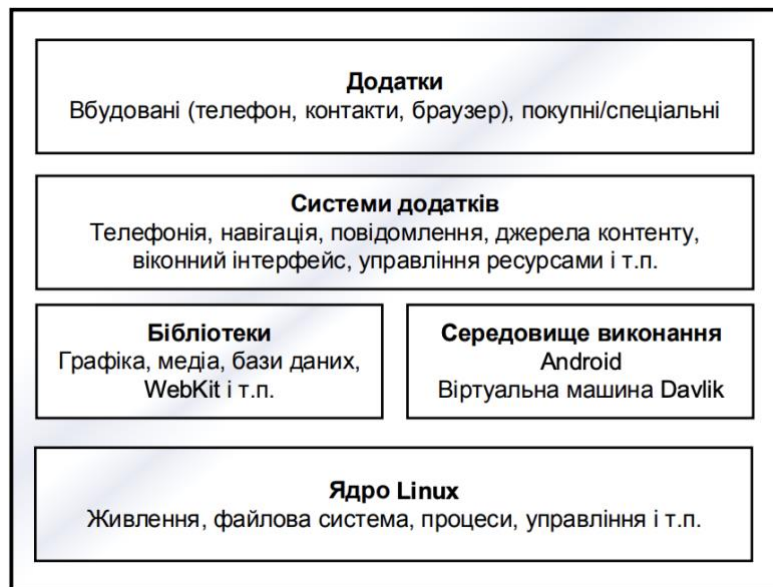 Додатки
Вбудовані (телефон, контакти, браузер), покупні/спеціальні
Системи додатків
Телефонія, навігація, повідомлення, джерела контенту,
віконний інтерфейс, управління ресурсами і т.п.
Бібліотеки
Графіка, медіа, бази даних,
WebKit і т.п.
Середовище виконання
Android
Віртуальна машина Davlik
Ядро Linux
Живлення, файлова система, процеси, управління і т.п.